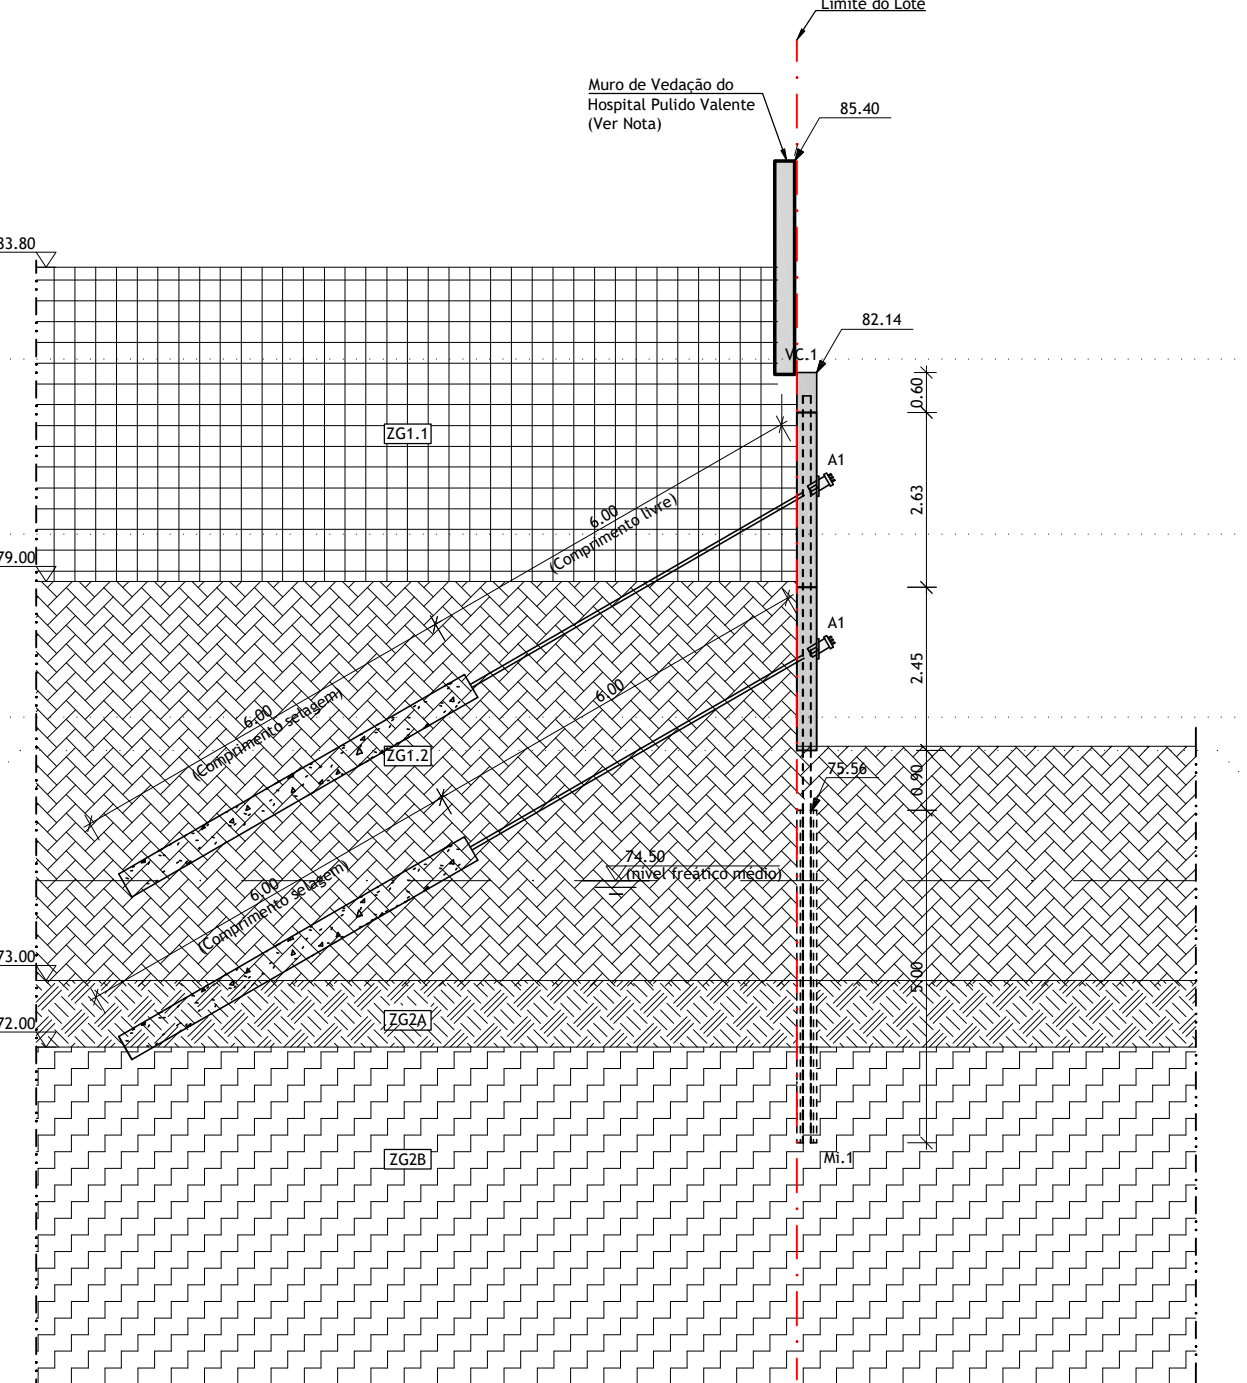 Limite do Lote
Muro de Vedação do
Hospital Pulido Valente
(Ver Nota)
85.40
83.80
82.14
VC.1
0.60
ZG1.1
A1
2.63
6.00
(Comprimento livre)
79.00
A1
2.45
6.00
6.00
(Comprimento selagem)
ZG1.2
75.56
0.90
74.50
(nível freático médio)
6.00
(Comprimento selagem)
73.00
5.00
ZG2A
72.00
ZG2B
Mi.1